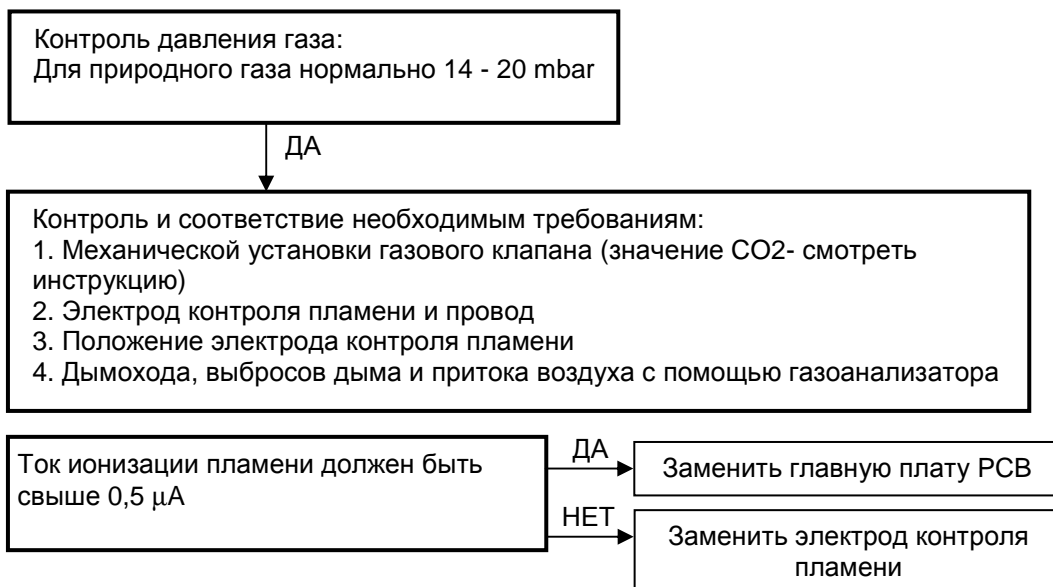 Контроль давления газа:
Для природного газа нормально 14 - 20 mbar
ДА
Контроль и соответствие необходимым требованиям:
1. Механической установки газового клапана (значение CO2- смотреть
инструкцию)
2. Электрод контроля пламени и провод
3. Положение электрода контроля пламени
4. Дымохода, выбросов дыма и притока воздуха с помощью газоанализатора
Ток ионизации пламени должен быть
свыше 0,5 μA
ДА
Заменить главную плату PCB
НЕТ
Заменить электрод контроля
пламени